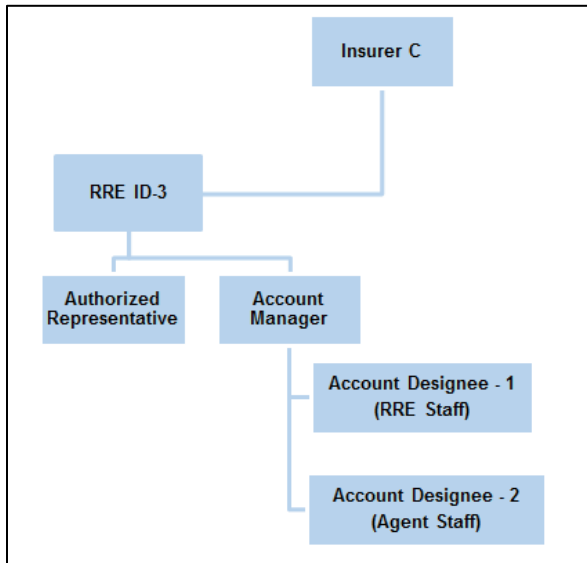 Insurer C
RRE ID-3
Authorized
Representative
Account
Manager
Account Designee - 1
(RRE Staff)
Account Designee - 2
(Agent Staff)